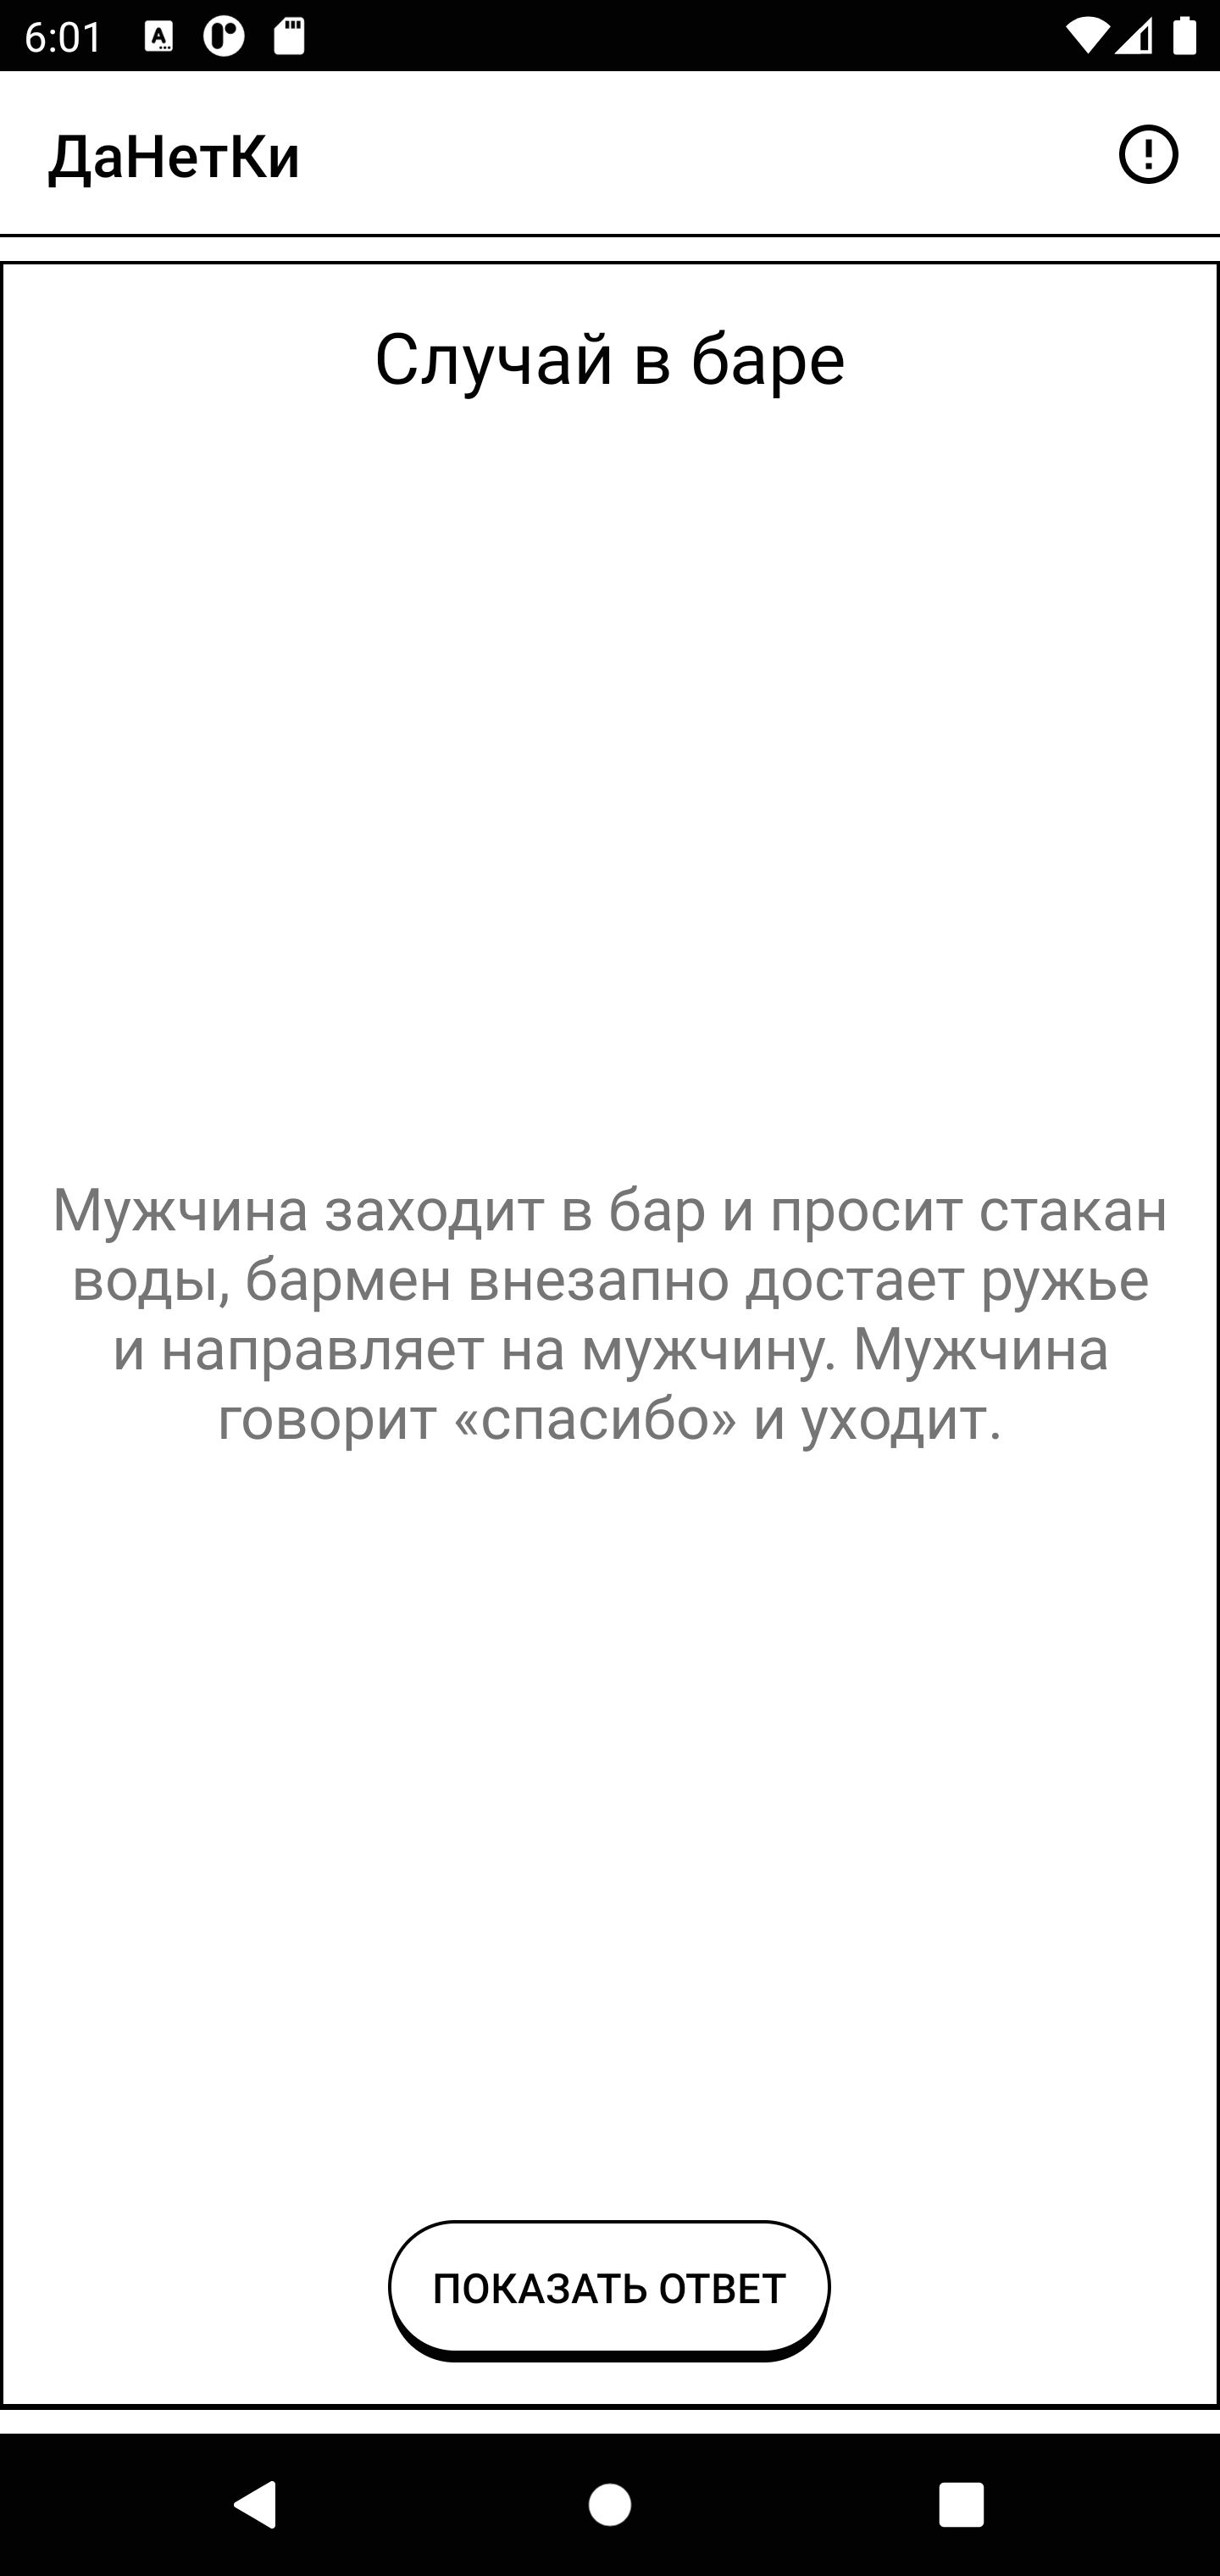 6:01
ДаНетКи
Случай в баре
Мужчина заходит в бар и просит стакан
воды, бармен внезапно достает ружье
и направляет на мужчину. Мужчина
говорит «спасибо» и уходит.
ПОКАЗАТЬ ОТВЕТ